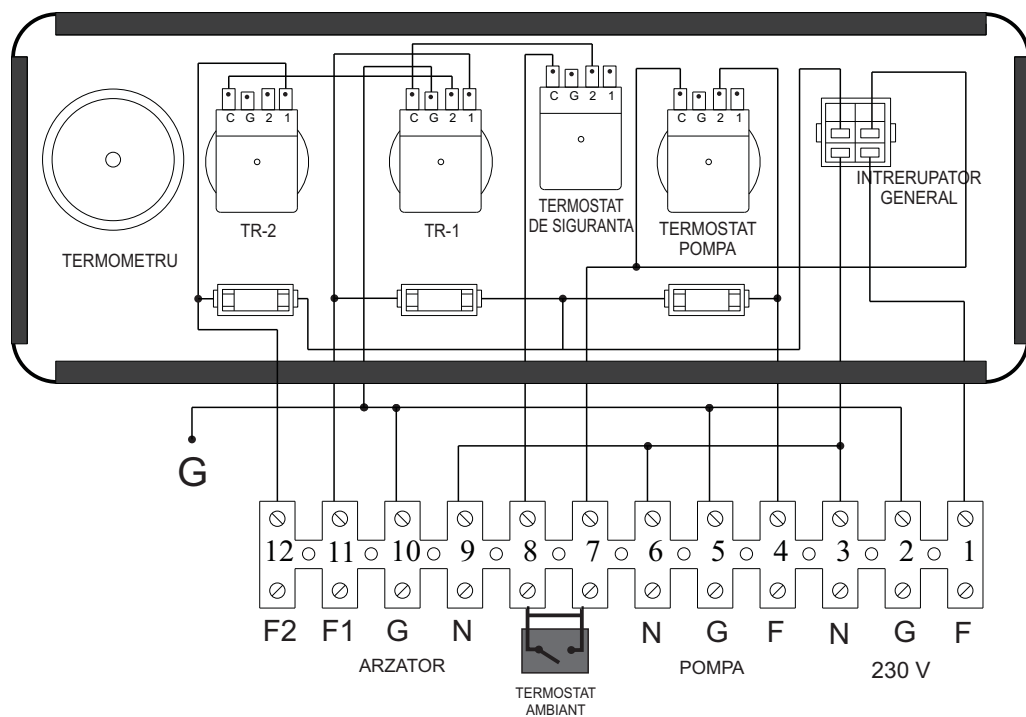 C G 2 1
C G 2 1
C G 2 1
C G 2 1
TERMOMETRU
TR-2
TR-1
TERMOSTAT
DE SIGURANTA
TERMOSTAT
POMPA
INTRERUPATOR
GENERAL
G
12 11 10 9 8 7 6 5 4 3 2 1
F2 F1 G N N G F N G F
ARZATOR
TERMOSTAT
AMBIANT
POMPA
230 V